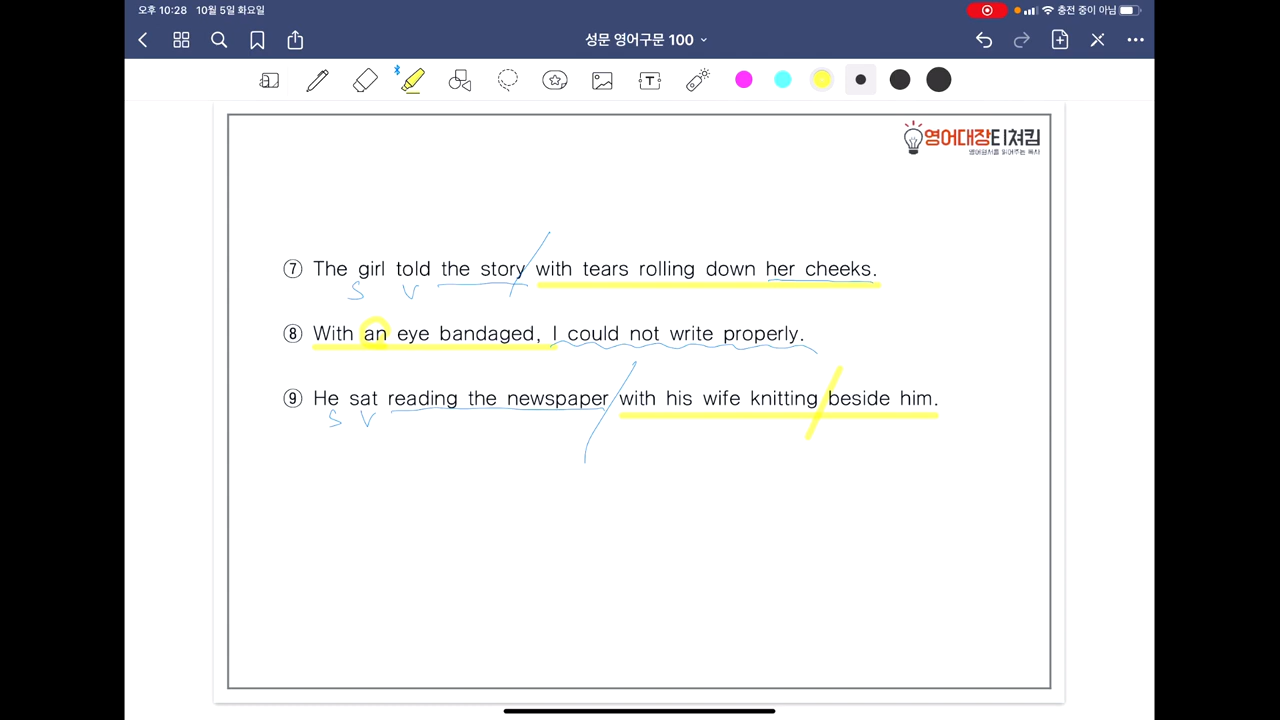 오후 10:28 10월 5일 화요일
충전 중이 아님
성문 영어구문 100
T
영어대장티쳐킴
⑦ The girl told the story with tears rolling down her cheeks.
S V
⑧ With an eye bandaged, I could not write properly.
⑨ He sat reading the newspaper with his wife knitting beside him.
S V